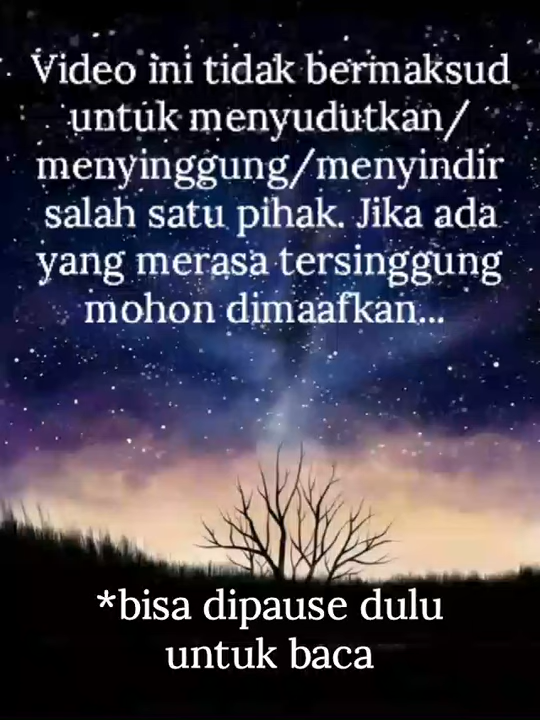 Video ini tidak bermaksud
untuk menyudutkan/
menyinggung/menyindir
salah satu pihak. Jika ada
yang merasa tersinggung
mohon dimaafkan...
*bisa dipause dulu
untuk baca